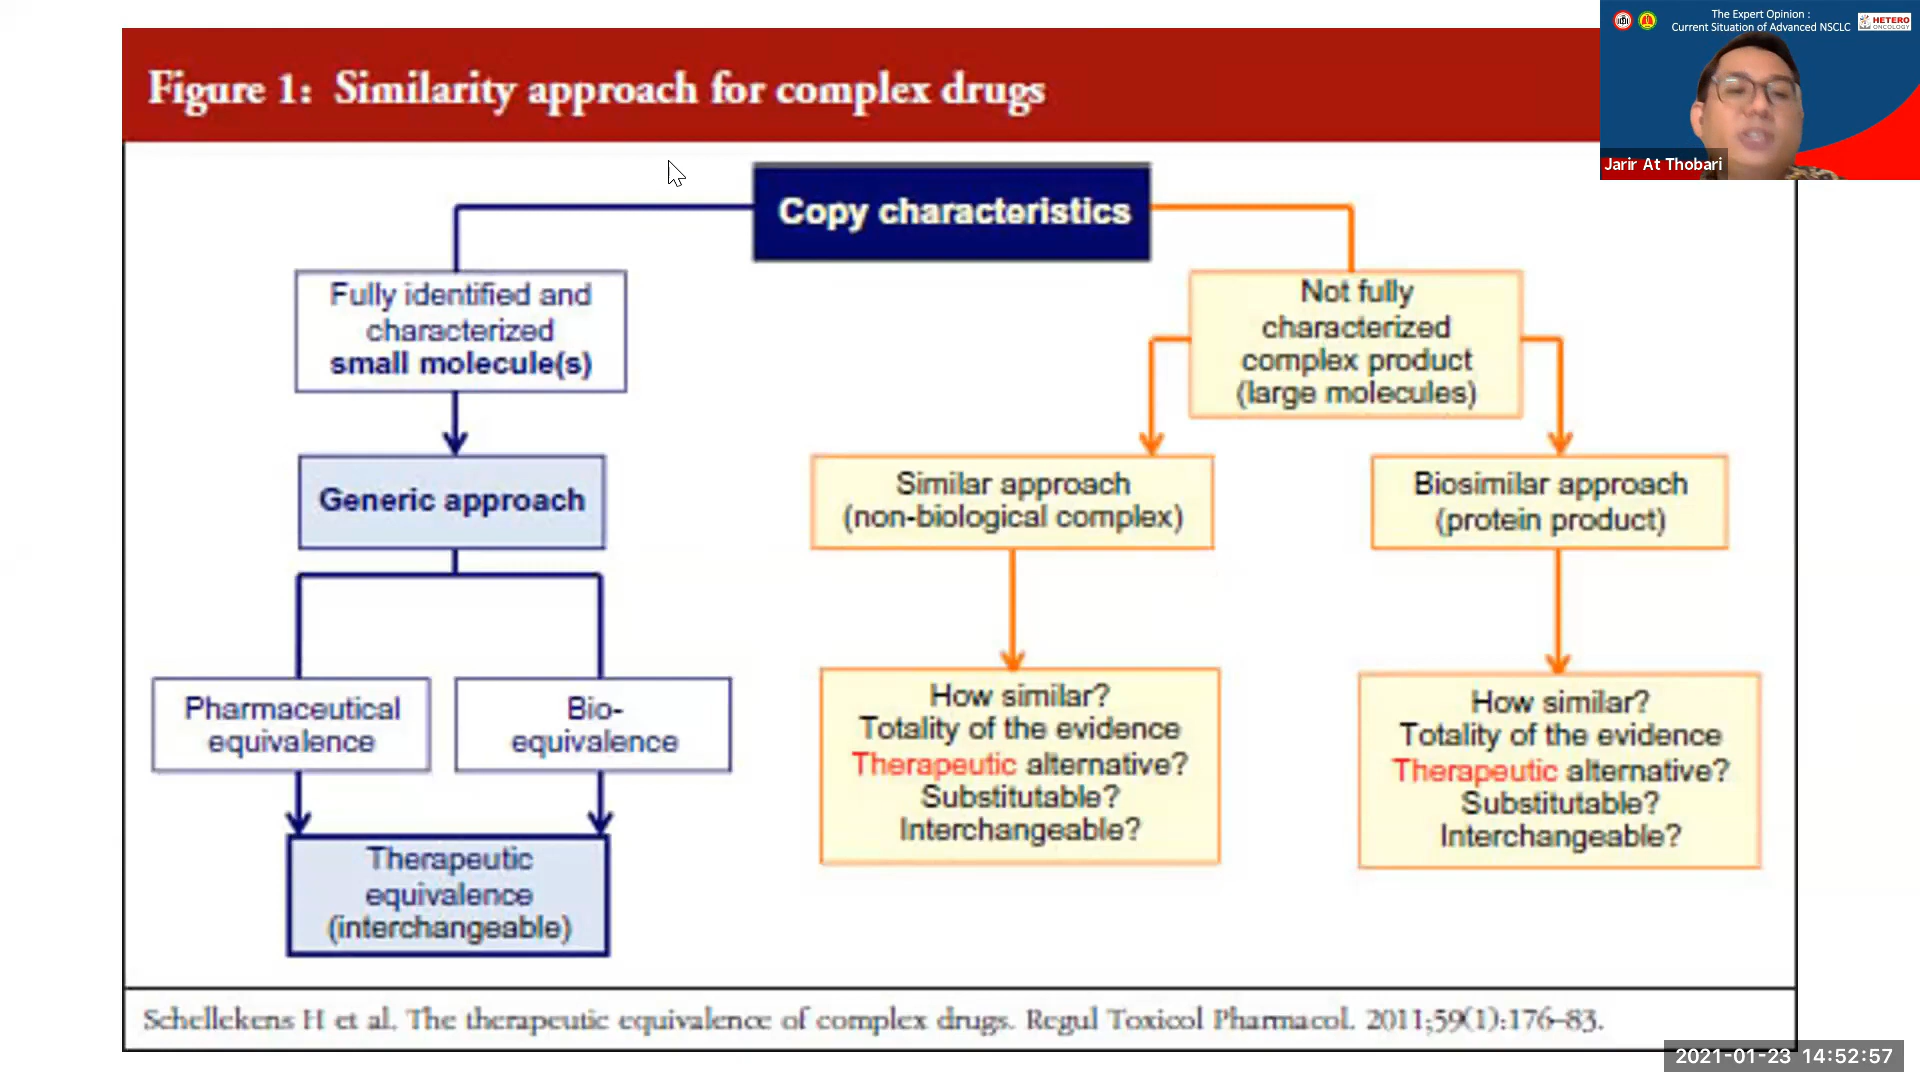 The Expert Opinion :
Current Situation of Advanced NSCLC
HETERO
ONCOLOGY
Jarir At Thobari
Figure 1: Similarity approach for complex drugs
Copy characteristics
Fully identified and
characterized
small molecule(s)
Generic approach
Pharmaceutical
equivalence
Bio-
equivalence
Therapeutic
equivalence
(interchangeable)
Not fully
characterized
complex product
(large molecules)
Similar approach
(non-biological complex)
How similar?
Totality of the evidence
Therapeutic alternative?
Substitutable?
Interchangeable?
Biosimilar approach
(protein product)
How similar?
Totality of the evidence
Therapeutic alternative?
Substitutable?
Interchangeable?
Schellekens H et al. The therapeutic equivalence of complex drugs. Regul Toxicol Pharmacol. 2011;59(1):176–83.
2021-01-23 14:52:57